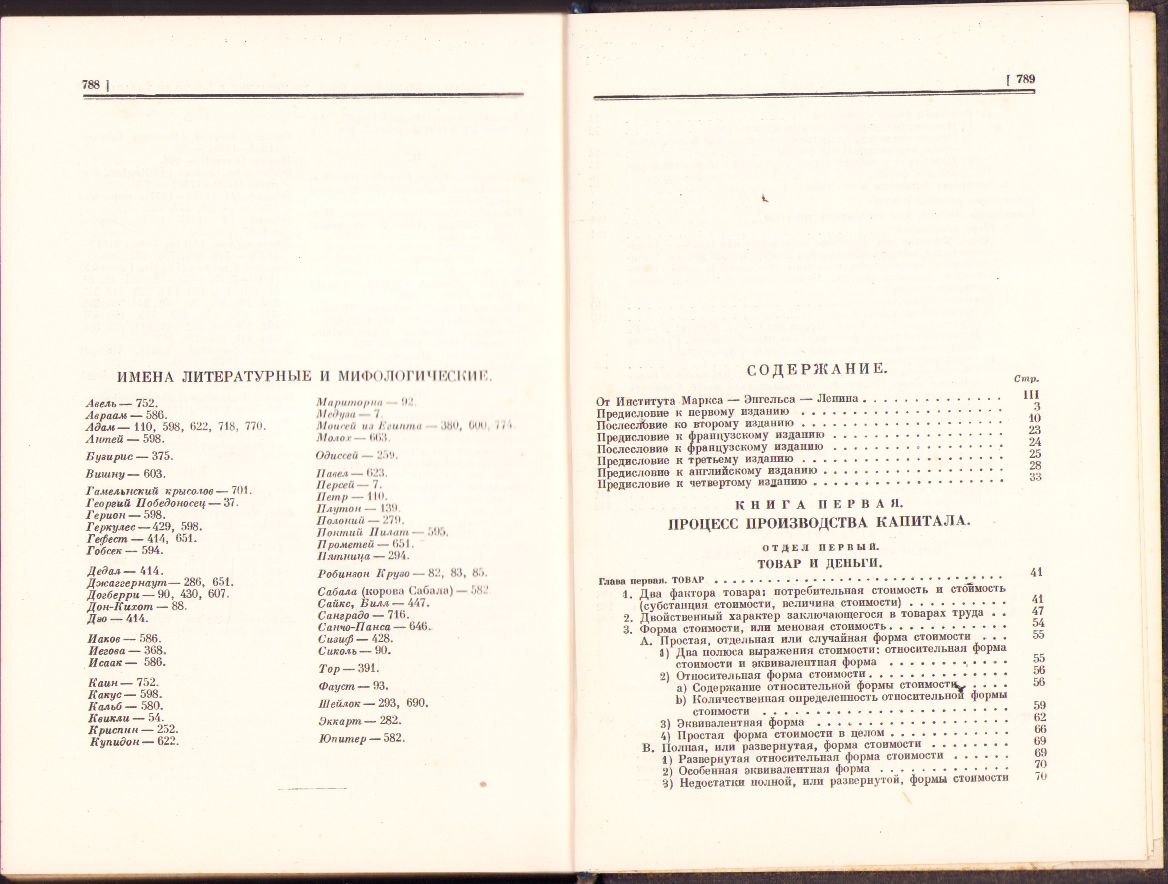 788 ]
ИМЕНА ЛИТЕРАТУРНЫЕ И МИФОЛОГИЧЕСКИЕ.
Авель — 752.
Авраам — 586.
Адам — 110, 598, 622, 718, 770.
Антей — 598.
Бузирис — 375.
Вишну — 603.
Гамельнский крысолов — 701.
Георгий Победоносец — 37.
Герион — 598.
Геркулес — 429, 598.
Гефест — 414, 651.
Гобсек — 594.
Дедал — 414.
Джаггернаут — 286, 651.
Догберри — 90, 430, 607.
Дон-Кихот — 88.
Дэо — 414.
Иаков — 586.
Иегова — 368.
Исаак — 586.
Каин — 752.
Какус — 598.
Кальб — 580.
Квикли — 54.
Криспин — 252.
Купидон — 622.
Мариторна — 92.
Медуза — 7.
Моисей из Египта — 380, 600, 774.
Молох — 663.
Одиссей — 259.
Павел — 623.
Персей — 7.
Петр — 110.
Плутон — 139.
Полоний — 279.
Понтий Пилат — 595.
Прометей — 651.
Пятница — 294.
Робинзон Крузо — 82, 83, 85.
Сабала (корова Сабала) — 582.
Сайкс, Билл — 447.
Санградо — 716.
Санчо-Панса — 646.
Сизиф — 428.
Сиколь — 90.
Тор — 391.
Фауст — 93.
Шейлок — 293, 690.
Эккарт — 282.
Юпитер — 582.
[ 789
СОДЕРЖАНИЕ.
Стр.
От Института Маркса — Энгельса — Ленина . . . . . . . . . . . . . . III
Предисловие к первому изданию . . . . . . . . . . . . . . . . . . . 3
Послесловие ко второму изданию . . . . . . . . . . . . . . . . . . . 10
Предисловие к французскому изданию . . . . . . . . . . . . . . . . 23
Послесловие к французскому изданию . . . . . . . . . . . . . . . . 24
Предисловие к третьему изданию . . . . . . . . . . . . . . . . . . . 25
Предисловие к английскому изданию . . . . . . . . . . . . . . . . . 28
Предисловие к четвертому изданию . . . . . . . . . . . . . . . . . . 33
КНИГА ПЕРВАЯ.
ПРОЦЕСС ПРОИЗВОДСТВА КАПИТАЛА.
ОТДЕЛ ПЕРВЫЙ.
ТОВАР И ДЕНЬГИ.
Глава первая. ТОВАР . . . . . . . . . . . . . . . . . . . . . . . . . . . 41
1. Два фактора товара: потребительная стоимость и стоимость
(субстанция стоимости, величина стоимости) . . . . . . . . . . 41
2. Двойственный характер заключающегося в товарах труда . . 47
3. Форма стоимости, или меновая стоимость . . . . . . . . . . . . 54
A. Простая, отдельная или случайная форма стоимости . . . 55
1) Два полюса выражения стоимости: относительная форма
стоимости и эквивалентная форма . . . . . . . . . . . 55
2) Относительная форма стоимости . . . . . . . . . . . . . 56
a) Содержание относительной формы стоимости . . . . 56
b) Количественная определенность относительной формы
стоимости . . . . . . . . . . . . . . . . . . . . . . . 59
3) Эквивалентная форма . . . . . . . . . . . . . . . . . . 62
4) Простая форма стоимости в целом . . . . . . . . . . . . 66
B. Полная, или развернутая, форма стоимости . . . . . . . . 69
1) Развернутая относительная форма стоимости . . . . . . 69
2) Особенная эквивалентная форма . . . . . . . . . . . . . 70
3) Недостатки полной, или развернутой, формы стоимости 70